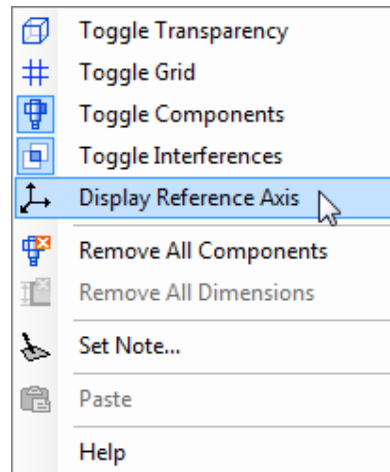 Toggle Transparency
Toggle Grid
Toggle Components
Toggle Interferences
Display Reference Axis
Remove All Components
Remove All Dimensions
Set Note...
Paste
Help